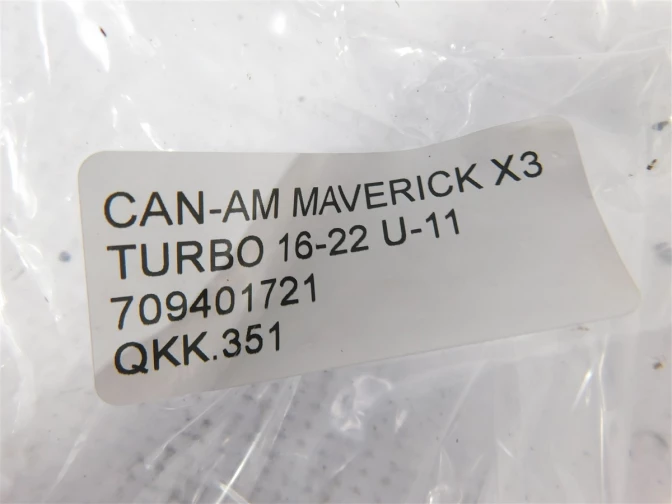 CAN-AM MAVERICK X3
TURBO 16-22 U-11
709401721
QKK.351